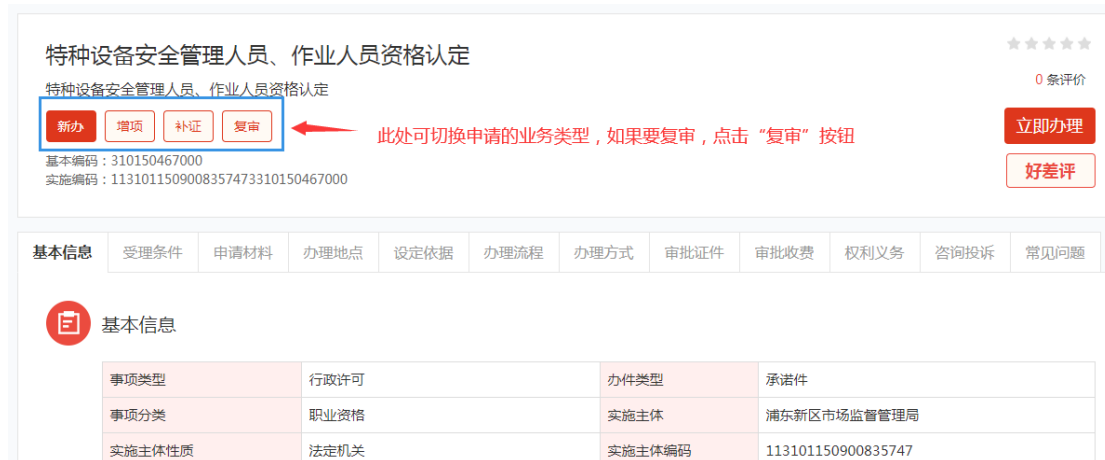 特种设备安全管理人员、作业人员资格认定
0 条评价
特种设备安全管理人员、作业人员资格认定
新办 增项 补证 复审
此处可切换申请的业务类型，如果要复审，点击“复审”按钮
立即办理
基本编码：310150467000
实施编码：11310115090083574733101504​67000
好差评
基本信息 受理条件 申请材料 办理地点 设定依据 办理流程 办理方式 审批证件 审批收费 权利义务 咨询投诉 常见问题
基本信息
事项类型 行政许可 办件类型 承诺件
事项分类 职业资格 实施主体 浦东新区市场监督管理局
实施主体性质 法定机关 实施主体编码 113101150900835747